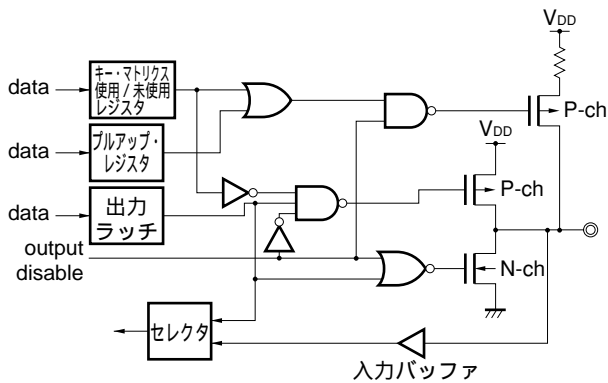 VDD
data
キー・マトリクス
使用/未使用
レジスタ
P-ch
data
プルアップ・
レジスタ
VDD
P-ch
data
出力
ラッチ
output
disable
N-ch
セレクタ
入力バッファ